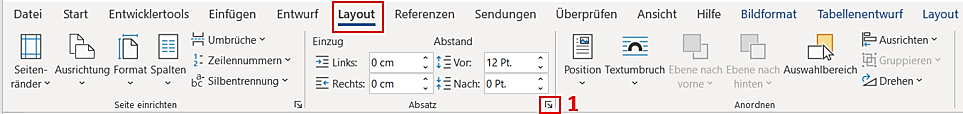 Datei Start Entwicklertools Einfügen Entwurf Layout Referenzen Sendungen Überprüfen Ansicht Hilfe Bildformat Tabellenentwurf Layout
Seiten-
ränder
Ausrichtung
Format
Spalten
Umbrüche
Zeilennummern
Silbentrennung
Seite einrichten
Einzug Abstand
Links: 0 cm Vor: 12 Pt.
Rechts: 0 cm Nach: 0 Pt.
Absatz
1
Position
Textumbruch
Ebene nach
vorne
Ebene nach
hinten
Auswahlbereich
Ausrichten
Gruppieren
Drehen
Anordnen